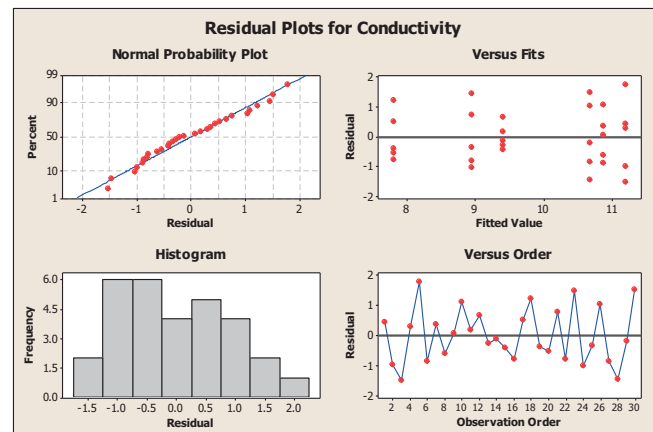 Residual Plots for Conductivity
Normal Probability Plot
99
90
50
10
1
Percent
-2 -1 0 1 2
Residual
Versus Fits
2
1
0
-1
-2
Residual
8 9 10 11
Fitted Value
Histogram
6.0
4.5
3.0
1.5
0.0
Frequency
-1.5 -1.0 -0.5 0.0 0.5 1.0 1.5 2.0
Residual
Versus Order
2
1
0
-1
-2
Residual
2 4 6 8 10 12 14 16 18 20 22 24 26 28 30
Observation Order